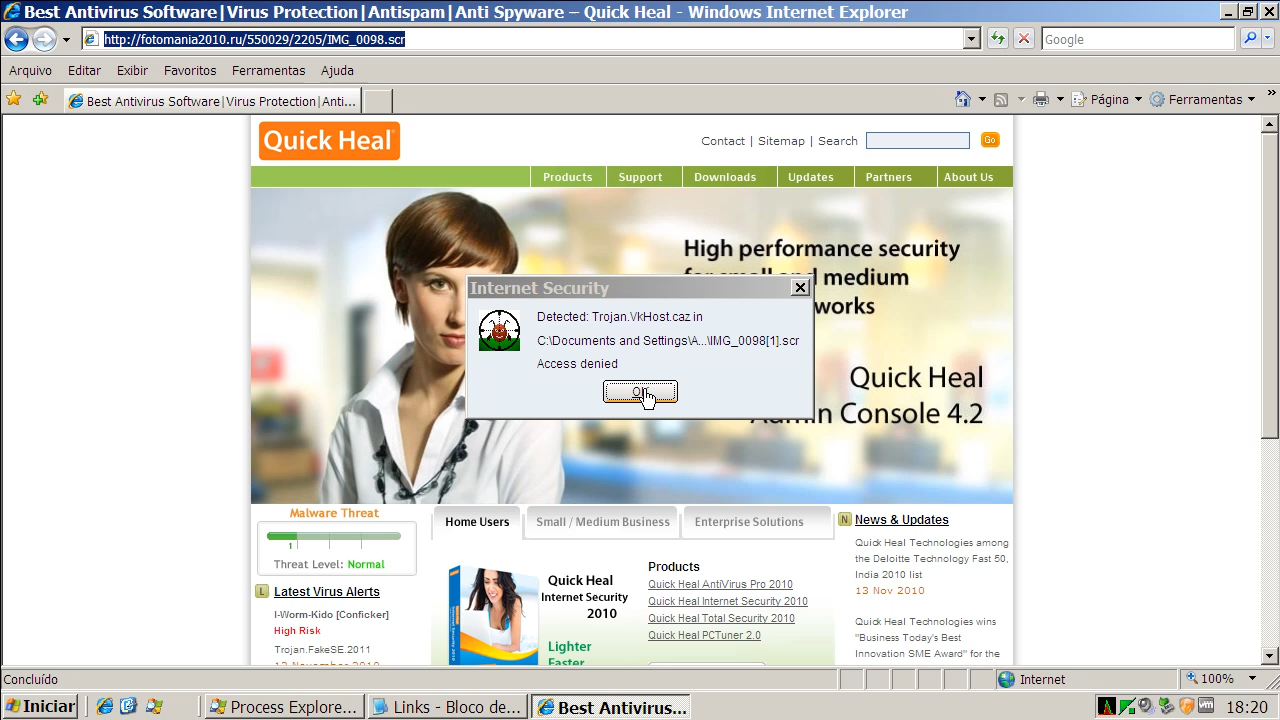 Best Antivirus Software|Virus Protection|Antispam|Anti Spyware – Quick Heal - Windows Internet Explorer
http://fotomania2010.ru/550029/2205/IMG_0098.scr
Google
Arquivo Editar Exibir Favoritos Ferramentas Ajuda
Best Antivirus Software|Virus Protection|Anti...
Página Ferramentas »
Quick Heal
Contact | Sitemap | Search Go
Products Support Downloads Updates Partners About Us
High performance security
medium
works
Internet Security
Detected: Trojan.VkHost.caz in
C:\Documents and Settings\A...\IMG_0098[1].scr
Access denied
Quick Heal
Admin Console 4.2
Malware Threat
1
Threat Level: Normal
L Latest Virus Alerts
I-Worm-Kido [Conficker]
High Risk
Trojan.FakeSE.2011
13 November 2010
Home Users Small / Medium Business Enterprise Solutions
Quick Heal
Internet Security
2010
Lighter
Faster
Products
Quick Heal AntiVirus Pro 2010
Quick Heal Internet Security 2010
Quick Heal Total Security 2010
Quick Heal PCTuner 2.0
N News & Updates
Quick Heal Technologies among
the Deloitte Technology Fast 50,
India 2010 list
13 Nov 2010
Quick Heal Technologies wins
"Business Today's Best
Innovation SME Award" for the
Concluído Internet 100%
Iniciar Process Explore... Links - Bloco de... Best Antivirus... 18:20